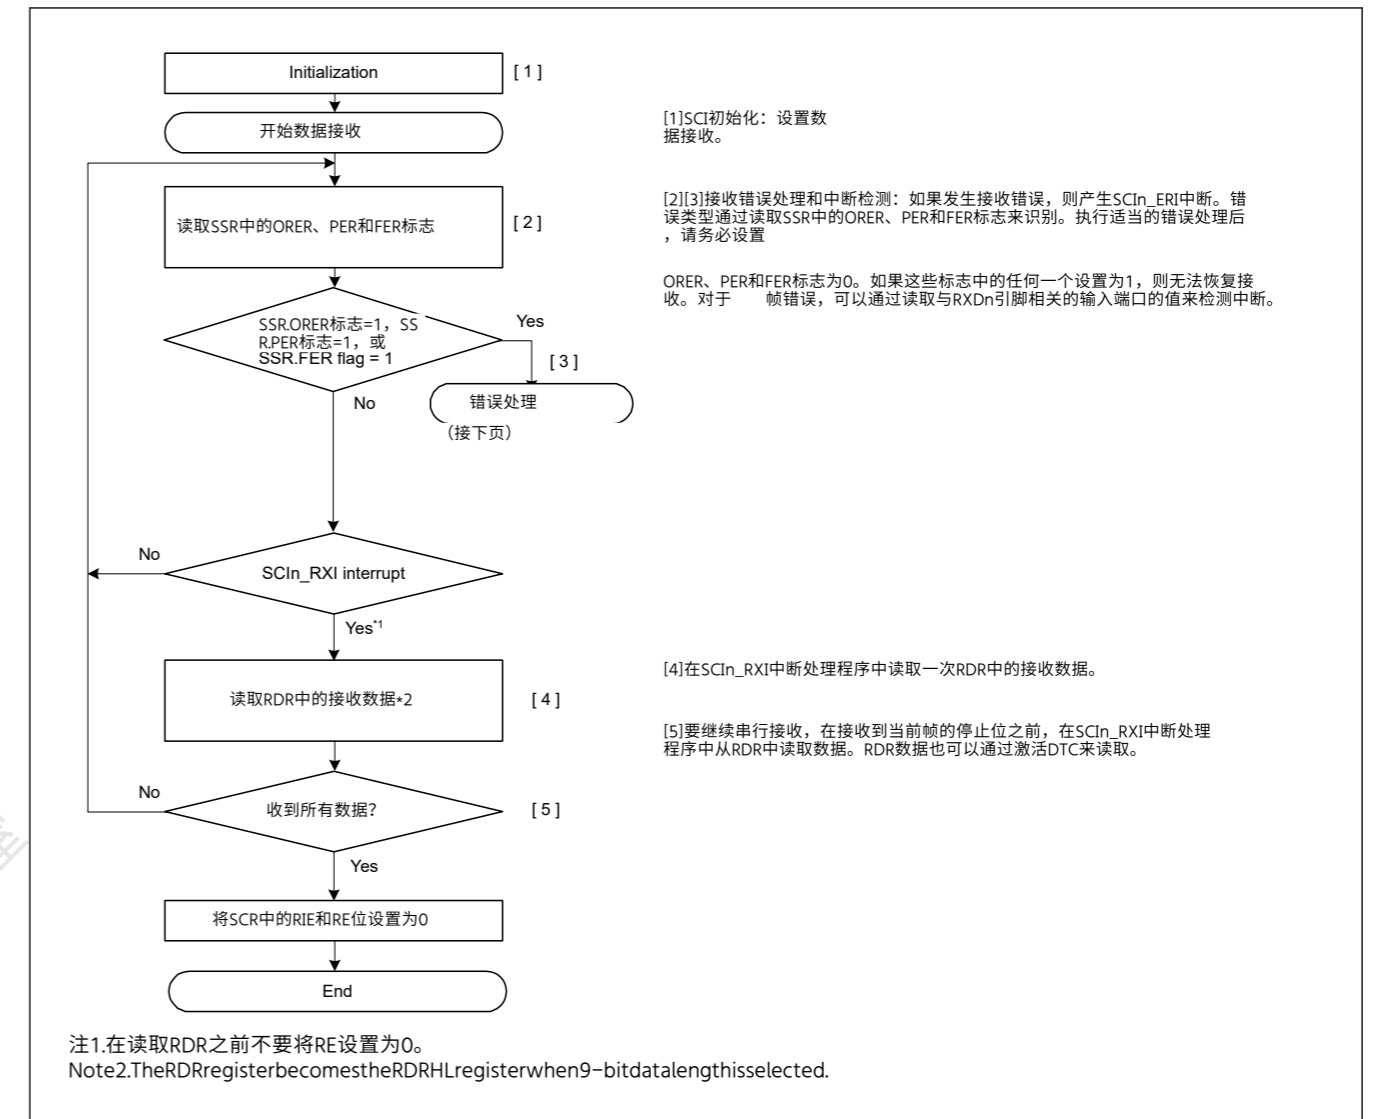 Initialization
[ 1 ]
开始数据接收
[1]SCI初始化：设置数
据接收。
读取SSR中的ORER、PER和FER标志
[ 2 ]
[2][3]接收错误处理和中断检测：如果发生接收错误，则产生SCIn_ERI中断。错
误类型通过读取SSR中的ORER、PER和FER标志来识别。执行适当的错误处理后
，请务必设置
ORER、PER和FER标志为0。如果这些标志中的任何一个设置为1，则无法恢复接
收。对于 帧错误，可以通过读取与RXDn引脚相关的输入端口的值来检测中断。
SSR.ORER标志=1，SS
R.PER标志=1，或
SSR.FER flag = 1
Yes
[ 3 ]
No
错误处理
（接下页）
No
SCIn_RXI interrupt
Yes*1
读取RDR中的接收数据*2
[ 4 ]
[4]在SCIn_RXI中断处理程序中读取一次RDR中的接收数据。
[5]要继续串行接收，在接收到当前帧的停止位之前，在SCIn_RXI中断处理
程序中从RDR中读取数据。RDR数据也可以通过激活DTC来读取。
No
收到所有数据？
[ 5 ]
Yes
将SCR中的RIE和RE位设置为0
End
注1.在读取RDR之前不要将RE设置为0。
Note2.TheRDRregisterbecomestheRDRHLregisterwhen9-bitdatalengthisselected.